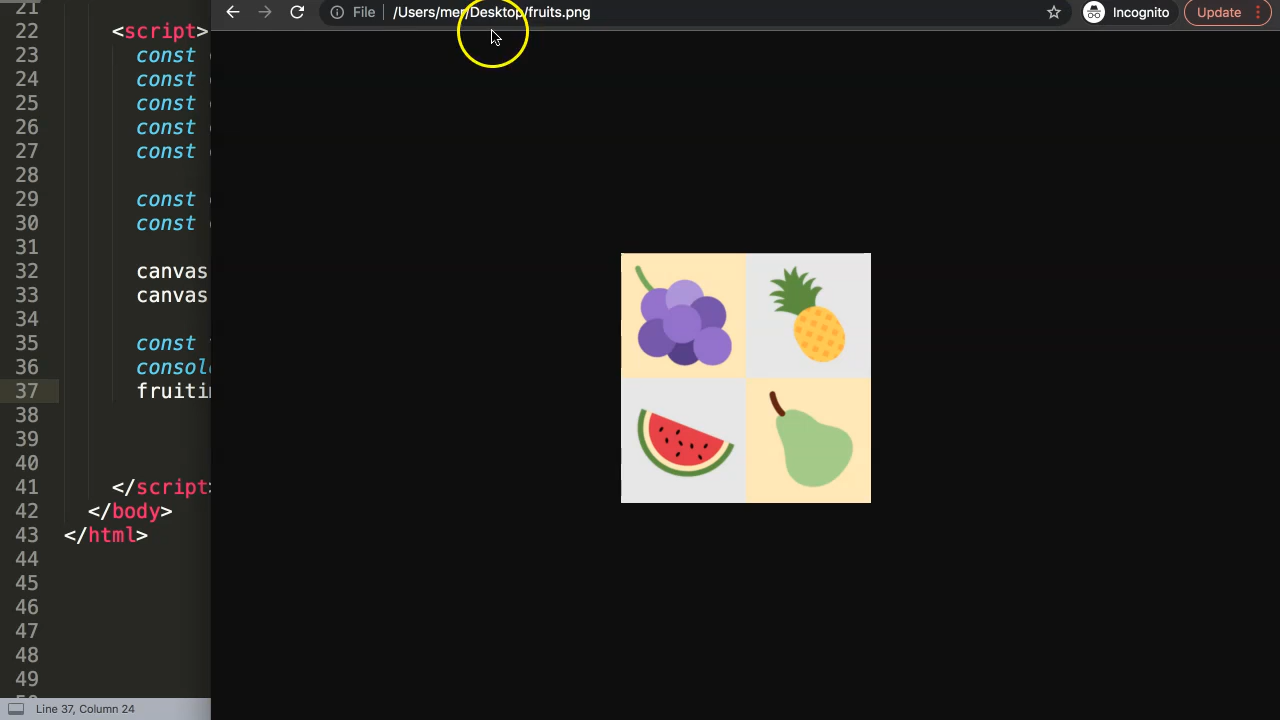 /Users/mer/Desktop/fruits.png
File
Incognito
Update
21
22 <script>
23 const
24 const
25 const
26 const
27 const
28
29 const
30 const
31
32 canvas
33 canvas
34
35 const
36 consol
37 fruiti
38
39
40
41 </script
42 </body>
43 </html>
44
45
46
47
48
49
Line 37, Column 24